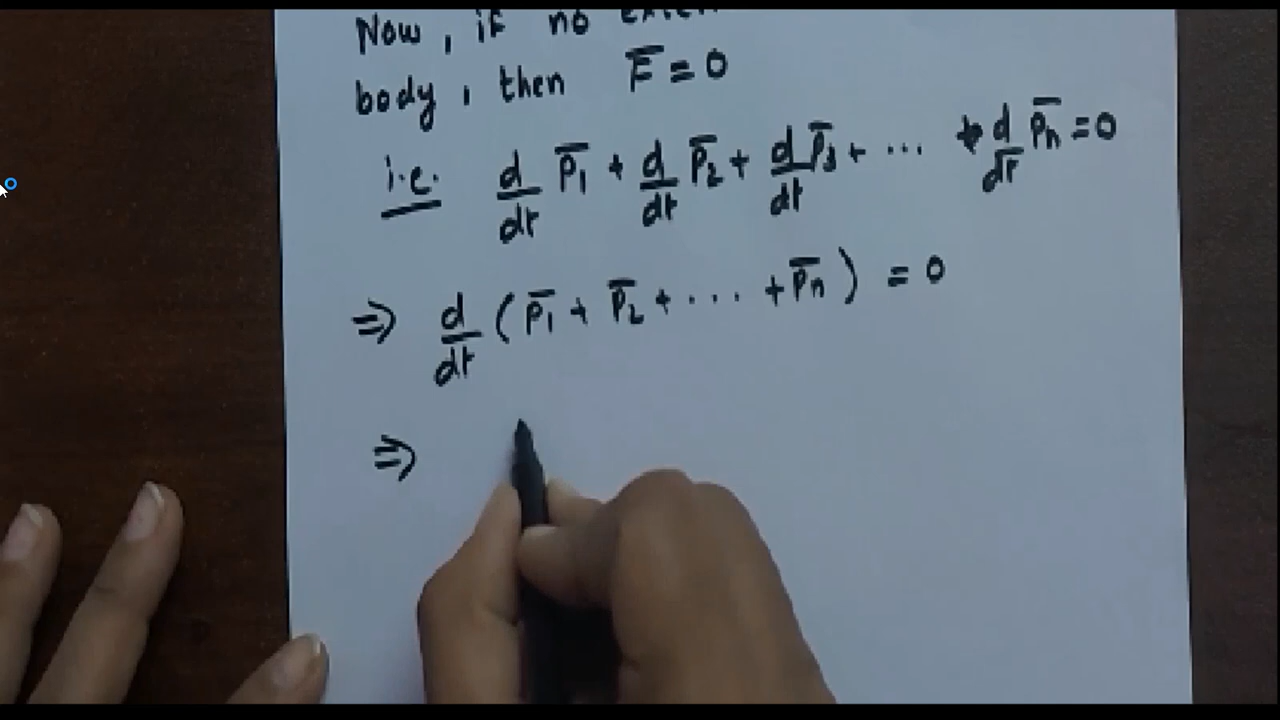 Now, if no
body, then F̅ = 0
i.e. d/dt P̅₁ + d/dt P̅₂ + d/dt P̅₃ + ... + d/dt P̅n = 0
⇒ d/dt (P̅₁ + P̅₂ + ... + P̅n) = 0
⇒